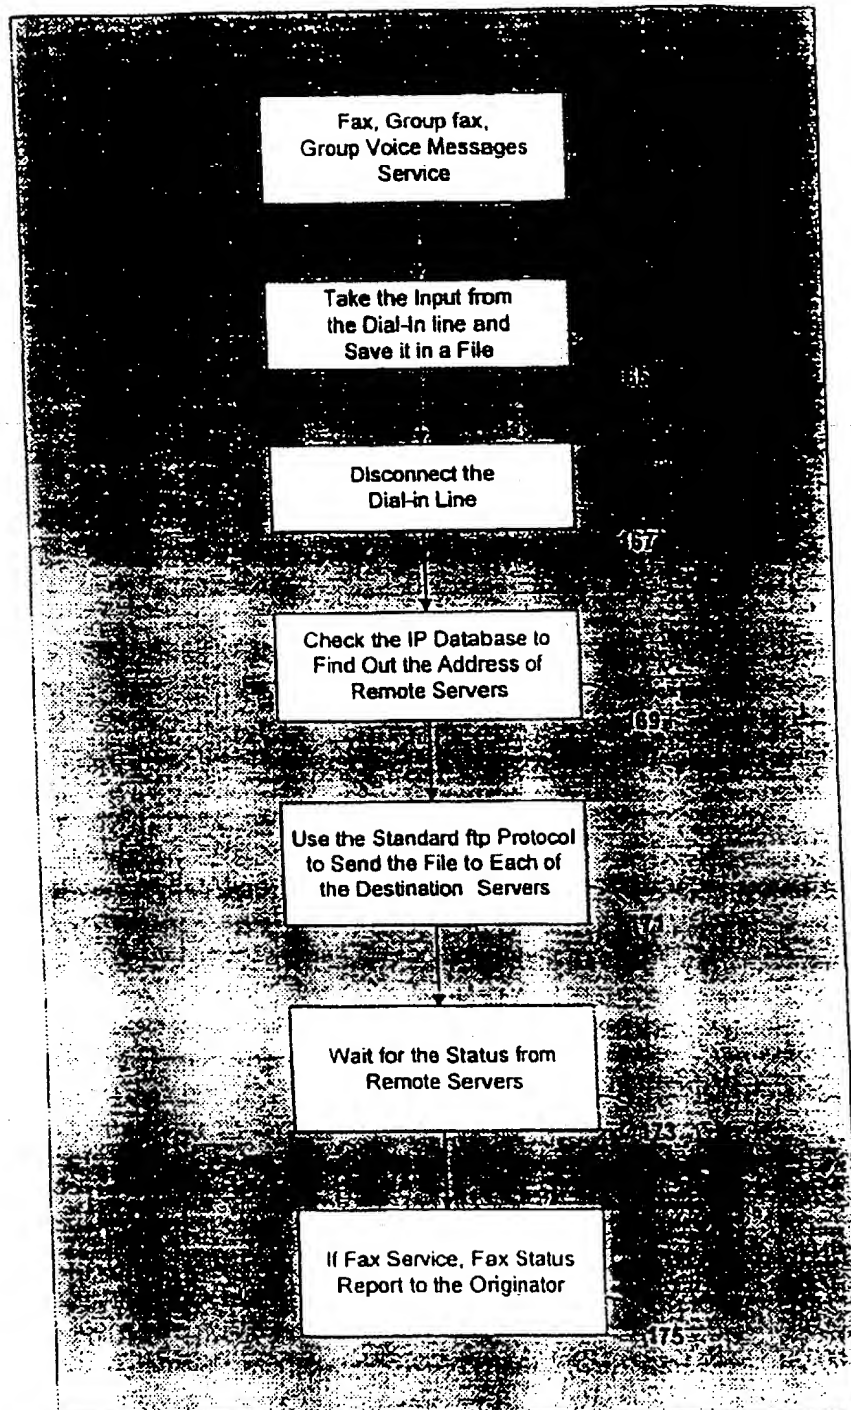 Fax, Group fax,
Group Voice Messages
Service
Take the Input from
the Dial-In line and
Save it in a File
Disconnect the
Dial-in Line
167
Check the IP Database to
Find Out the Address of
Remote Servers
Use the Standard ftp Protocol
to Send the File to Each of
the Destination Servers
Wait for the Status from
Remote Servers
If Fax Service, Fax Status
Report to the Originator
175